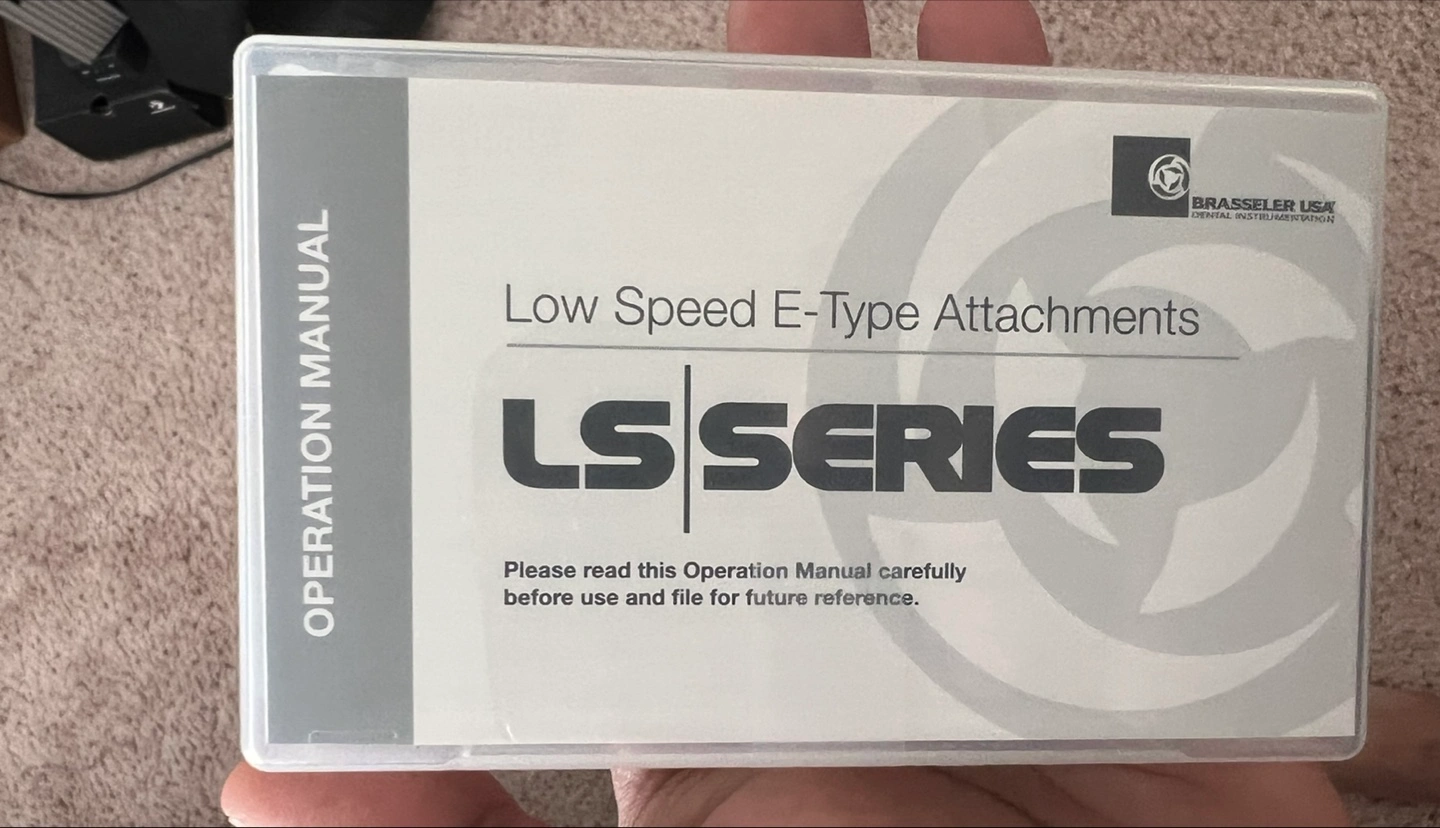 OPERATION MANUAL
BRASSELER USA
DENTAL INSTRUMENTATION
Low Speed E-Type Attachments
LS|SERIES
Please read this Operation Manual carefully
before use and file for future reference.